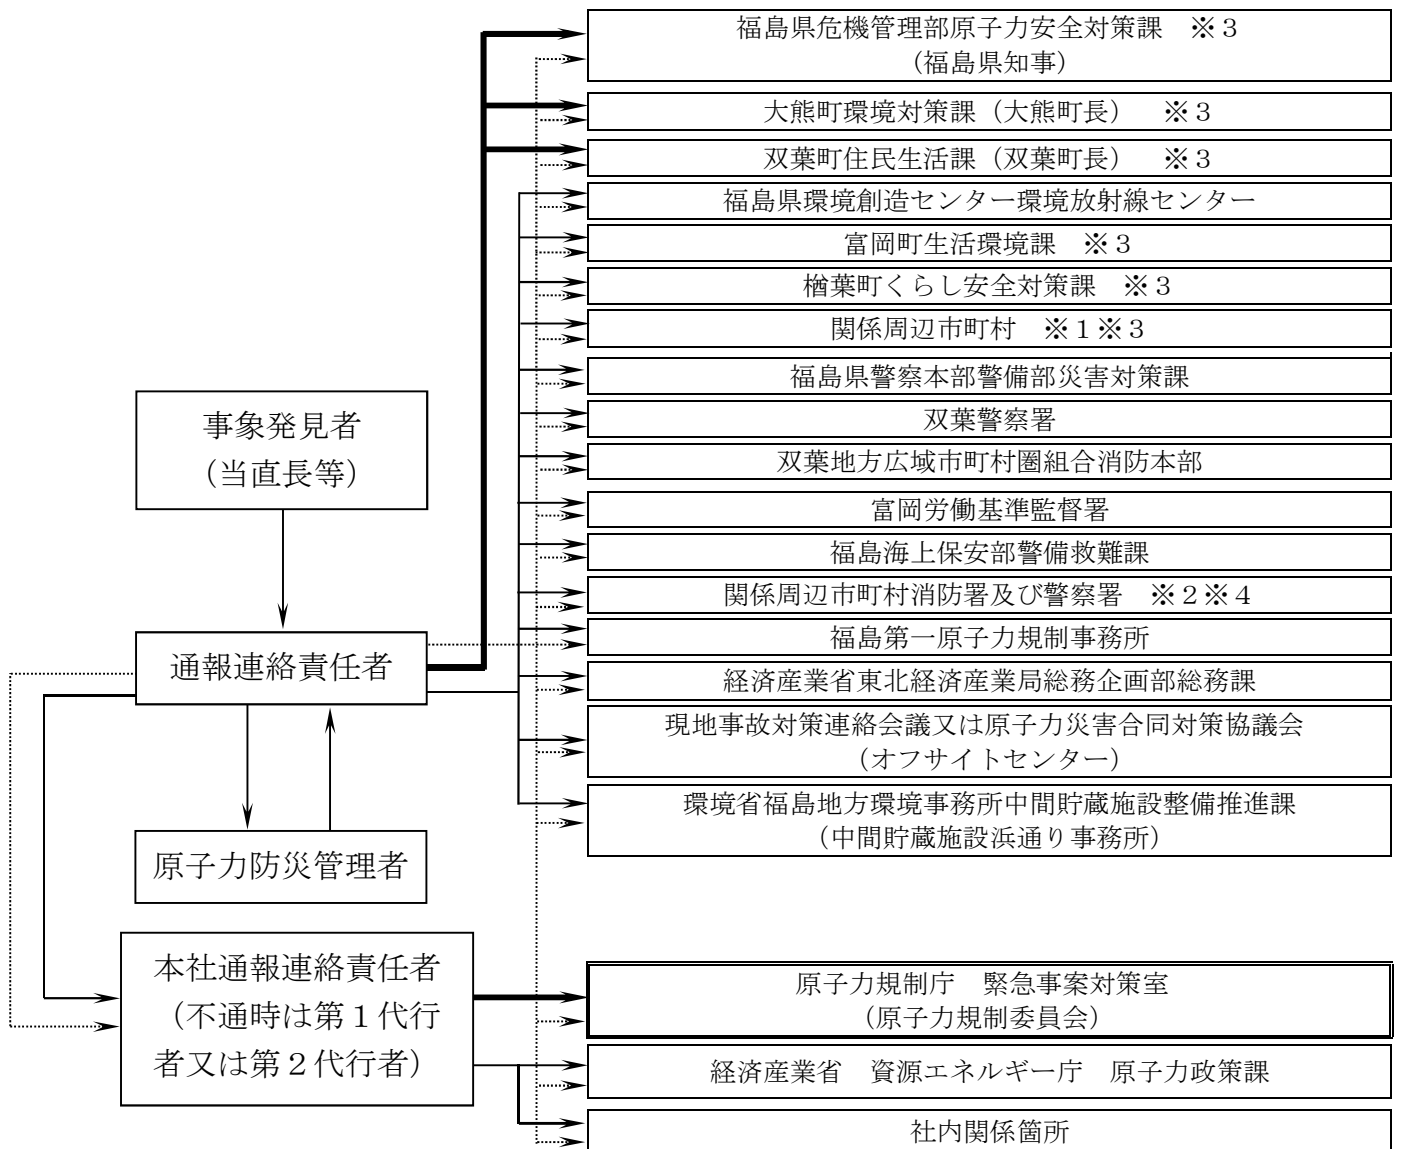 福島県危機管理部原子力安全対策課　※３
（福島県知事）
大熊町環境対策課（大熊町長）　※３
双葉町住民生活課（双葉町長）　※３
福島県環境創造センター環境放射線センター
富岡町生活環境課　※３
楢葉町くらし安全対策課　※３
関係周辺市町村　※１※３
福島県警察本部警備部災害対策課
双葉警察署
双葉地方広域市町村圏組合消防本部
富岡労働基準監督署
福島海上保安部警備救難課
関係周辺市町村消防署及び警察署　※２※４
福島第一原子力規制事務所
経済産業省東北経済産業局総務企画部総務課
現地事故対策連絡会議又は原子力災害合同対策協議会
（オフサイトセンター）
環境省福島地方環境事務所中間貯蔵施設整備推進課
（中間貯蔵施設浜通り事務所）
事象発見者
（当直長等）
通報連絡責任者
原子力防災管理者
本社通報連絡責任者
（不通時は第１代行
者又は第２代行者）
原子力規制庁　緊急事案対策室
（原子力規制委員会）
経済産業省　資源エネルギー庁　原子力政策課
社内関係箇所